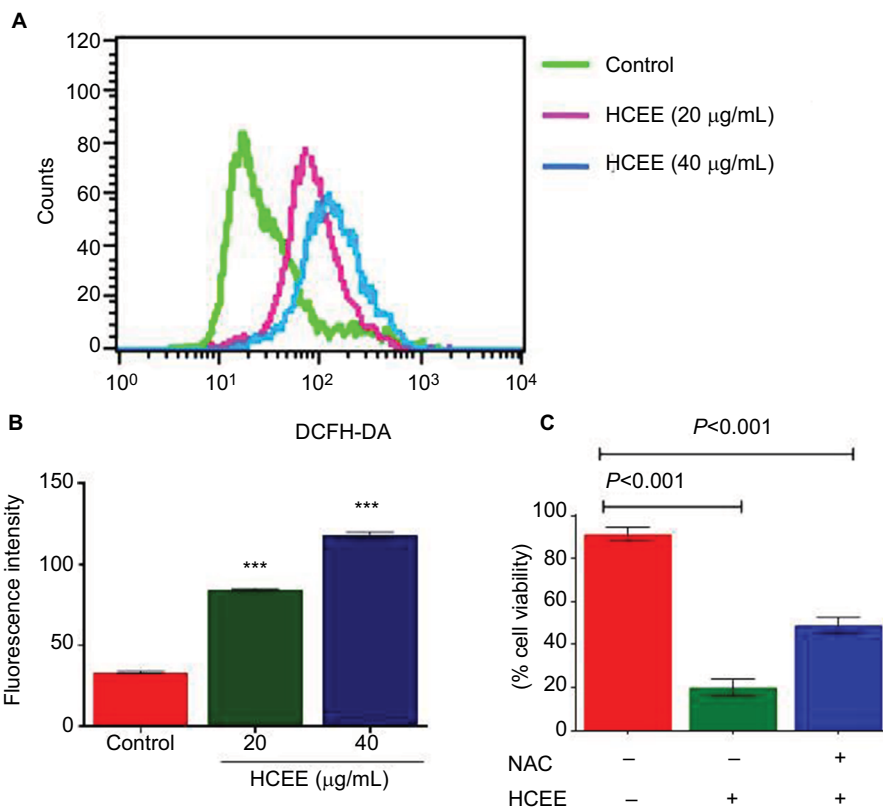 A
120
100
80
60
40
20
0
Counts
10⁰ 10¹ 10² 10³ 10⁴
DCFH-DA
Control
HCEE (20 μg/mL)
HCEE (40 μg/mL)
B
150
100
50
0
Fluorescence intensity
***
***
Control 20 40
HCEE (μg/mL)
C
P<0.001
P<0.001
100
80
60
40
20
0
(% cell viability)
NAC – – +
HCEE – + +